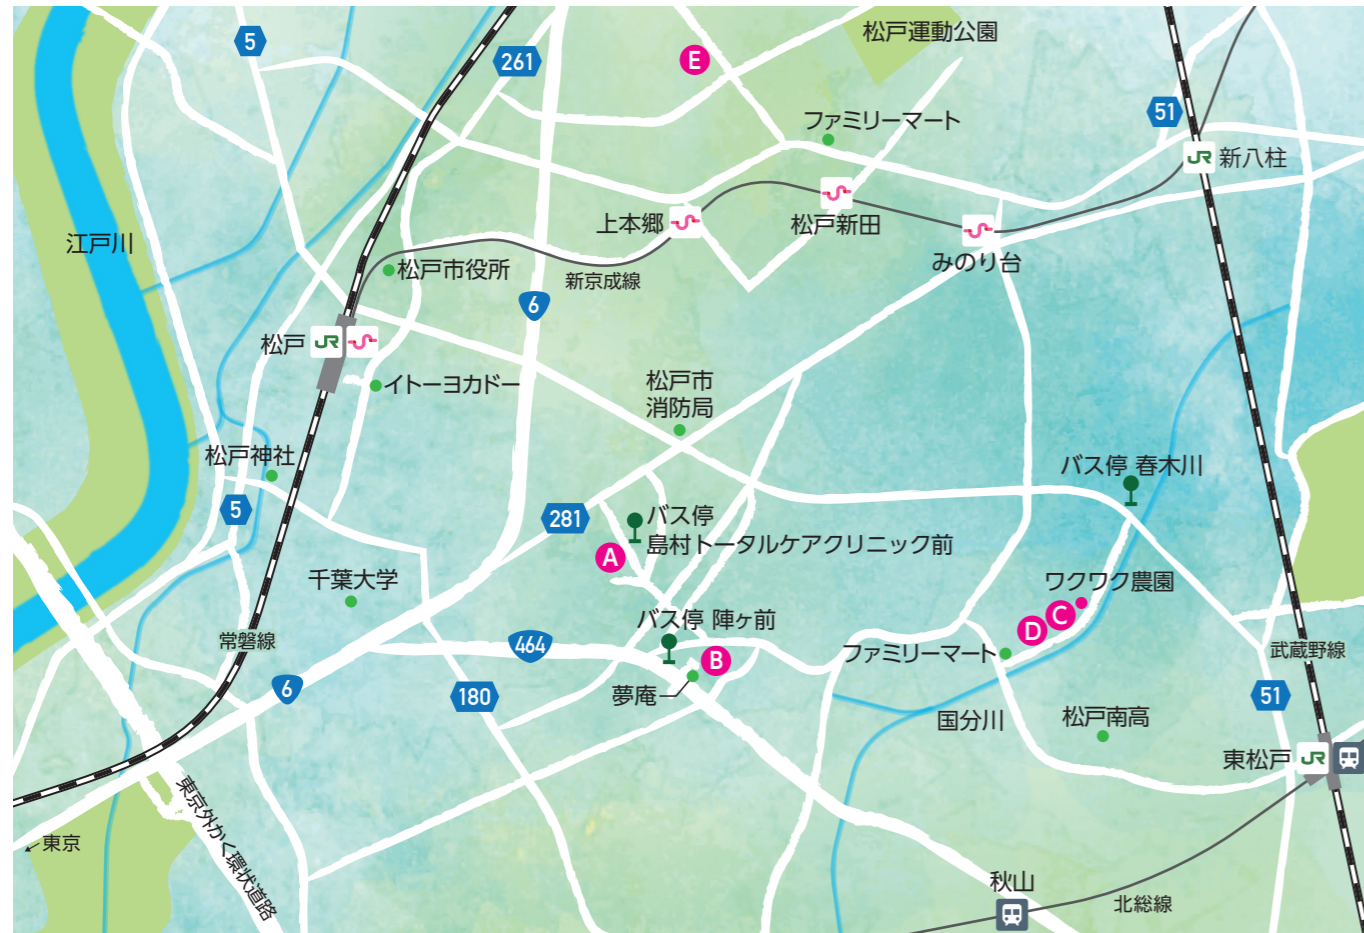 5
261
松戸運動公園
E
ファミリーマート
51
JR 新八柱
江戸川
上本郷
松戸新田
みのり台
松戸市役所
新京成線
6
松戸 JR
イトーヨカドー
松戸市
消防局
松戸神社
バス停 春木川
5
281
バス停
島村トータルケアクリニック前
A
千葉大学
ワクワク農園
C
D
バス停 陣ヶ前
常磐線
464
B
ファミリーマート
武蔵野線
6
180
夢庵
国分川
松戸南高
51
東松戸 JR
東京外かく環状道路
東京
秋山
北総線